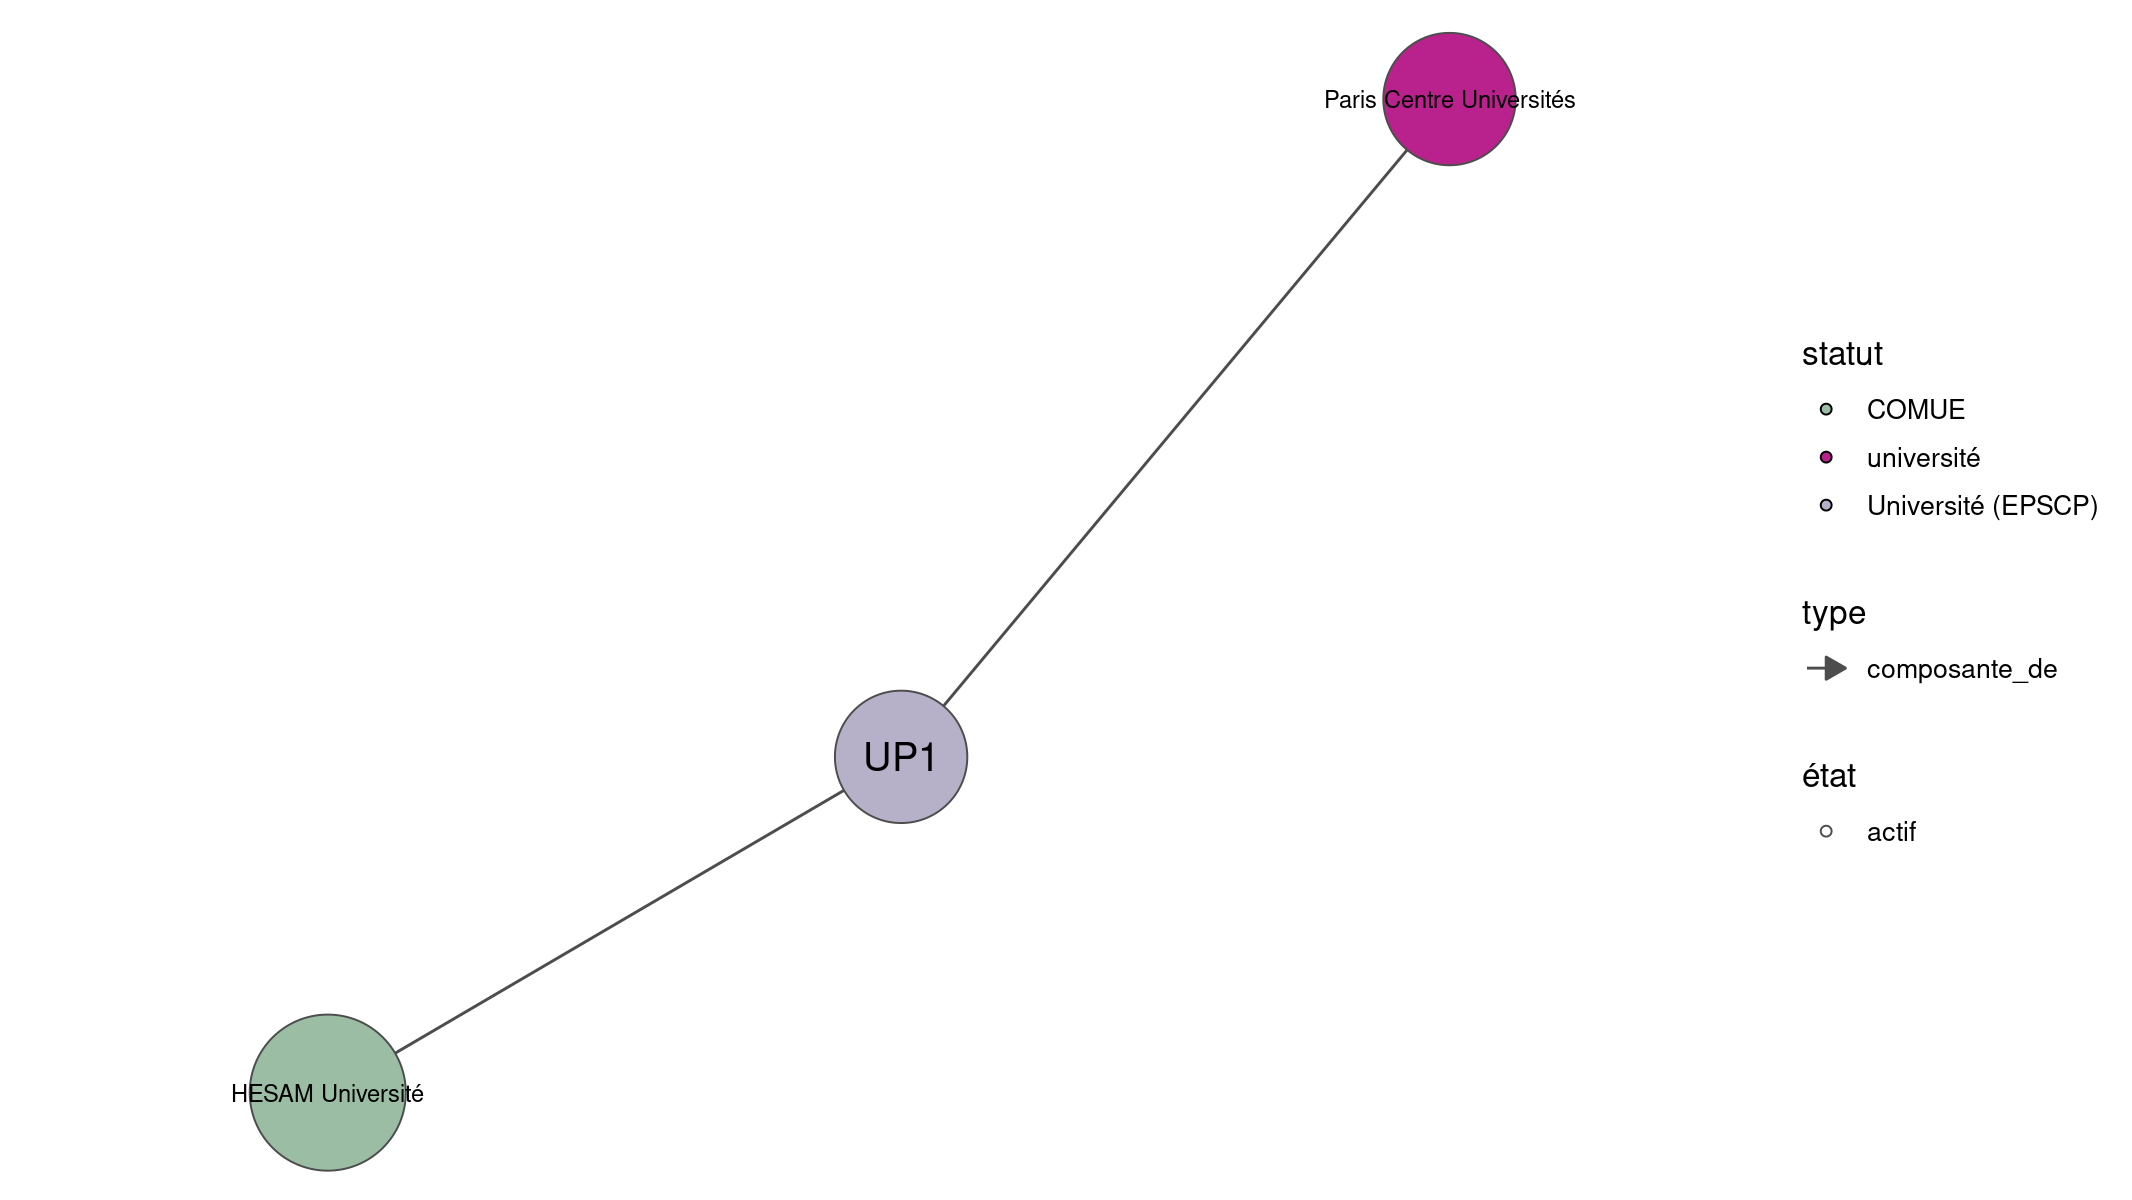 Paris Centre Universités
UP1
HESAM Université
statut
COMUE
université
Université (EPSCP)
type
composante_de
état
actif